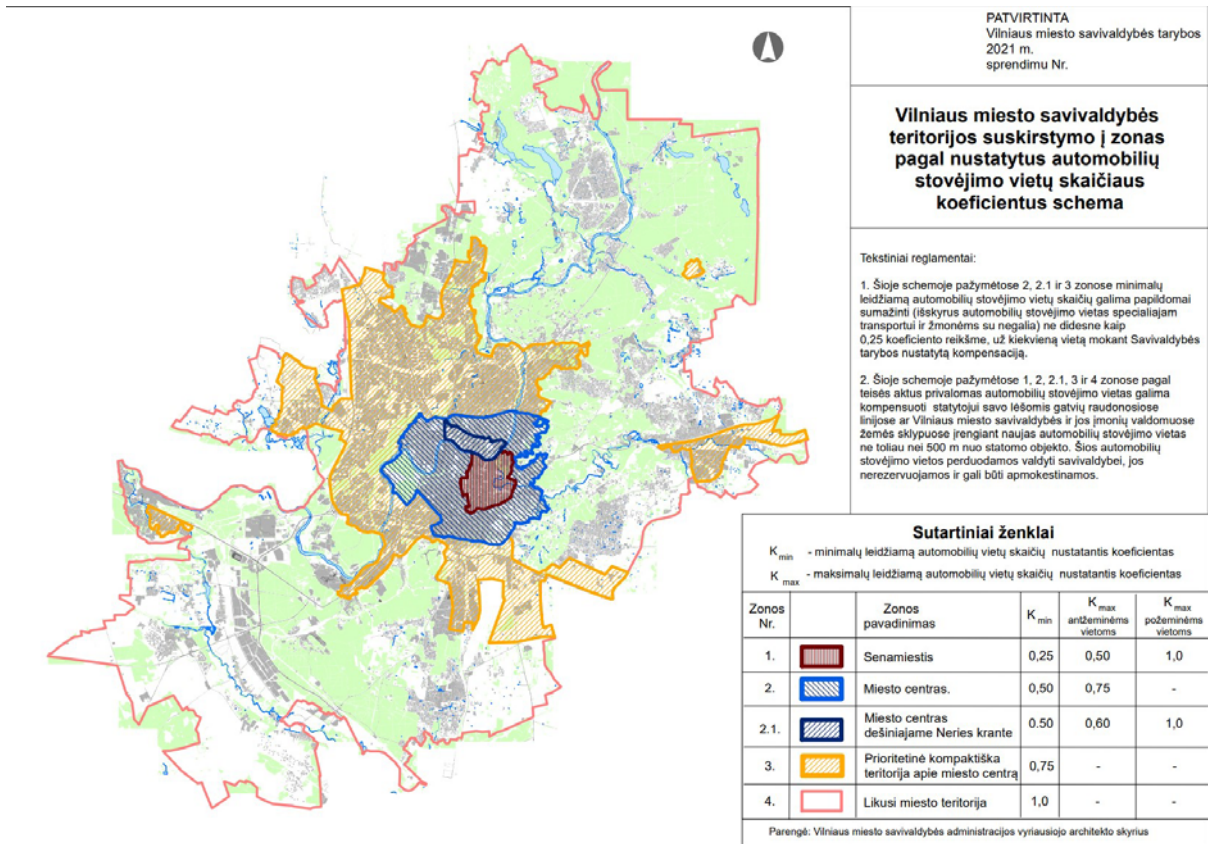 PATVIRTINTA
Vilniaus miesto savivaldybės tarybos
2021 m.
sprendimu Nr.
Vilniaus miesto savivaldybės
teritorijos suskirstymo į zonas
pagal nustatytus automobilių
stovėjimo vietų skaičiaus
koeficientus schema
Tekstiniai reglamentai:
1. Šioje schemoje pažymėtose 2, 2.1 ir 3 zonose minimalų
leidžiamą automobilių stovėjimo vietų skaičių galima papildomai
sumažinti (išskyrus automobilių stovėjimo vietas specialiajam
transportui ir žmonėms su negalia) ne didesne kaip
0,25 koeficiento reikšme, už kiekvieną vietą mokant Savivaldybės
tarybos nustatytą kompensaciją.
2. Šioje schemoje pažymėtose 1, 2, 2.1, 3 ir 4 zonose pagal
teisės aktus privalomas automobilių stovėjimo vietas galima
kompensuoti statytojui savo lėšomis gatvių raudonosiose
linijose ar Vilniaus miesto savivaldybės ir jos įmonių valdomuose
žemės sklypuose įrengiant naujas automobilių stovėjimo vietas
ne toliau nei 500 m nuo statomo objekto. Šios automobilių
stovėjimo vietos perduodamos valdyti savivaldybei, jos
nerezervuojamos ir gali būti apmokestinamos.
Sutartiniai ženklai
K min - minimalų leidžiamą automobilių vietų skaičių nustatantis koeficientas
K max - maksimalų leidžiamą automobilių vietų skaičių nustatantis koeficientas
Zonos Nr. Zonos pavadinimas K min K max antžeminėms vietoms K max požeminėms vietoms
1. Senamiestis 0,25 0,50 1,0
2. Miesto centras. 0,50 0,75 -
2.1. Miesto centras dešiniajame Neries krante 0.50 0,60 1,0
3. Prioritetinė kompaktiška teritorija apie miesto centrą 0,75 - -
4. Likusi miesto teritorija 1,0 - -
Parengė: Vilniaus miesto savivaldybės administracijos vyriausiojo architekto skyrius